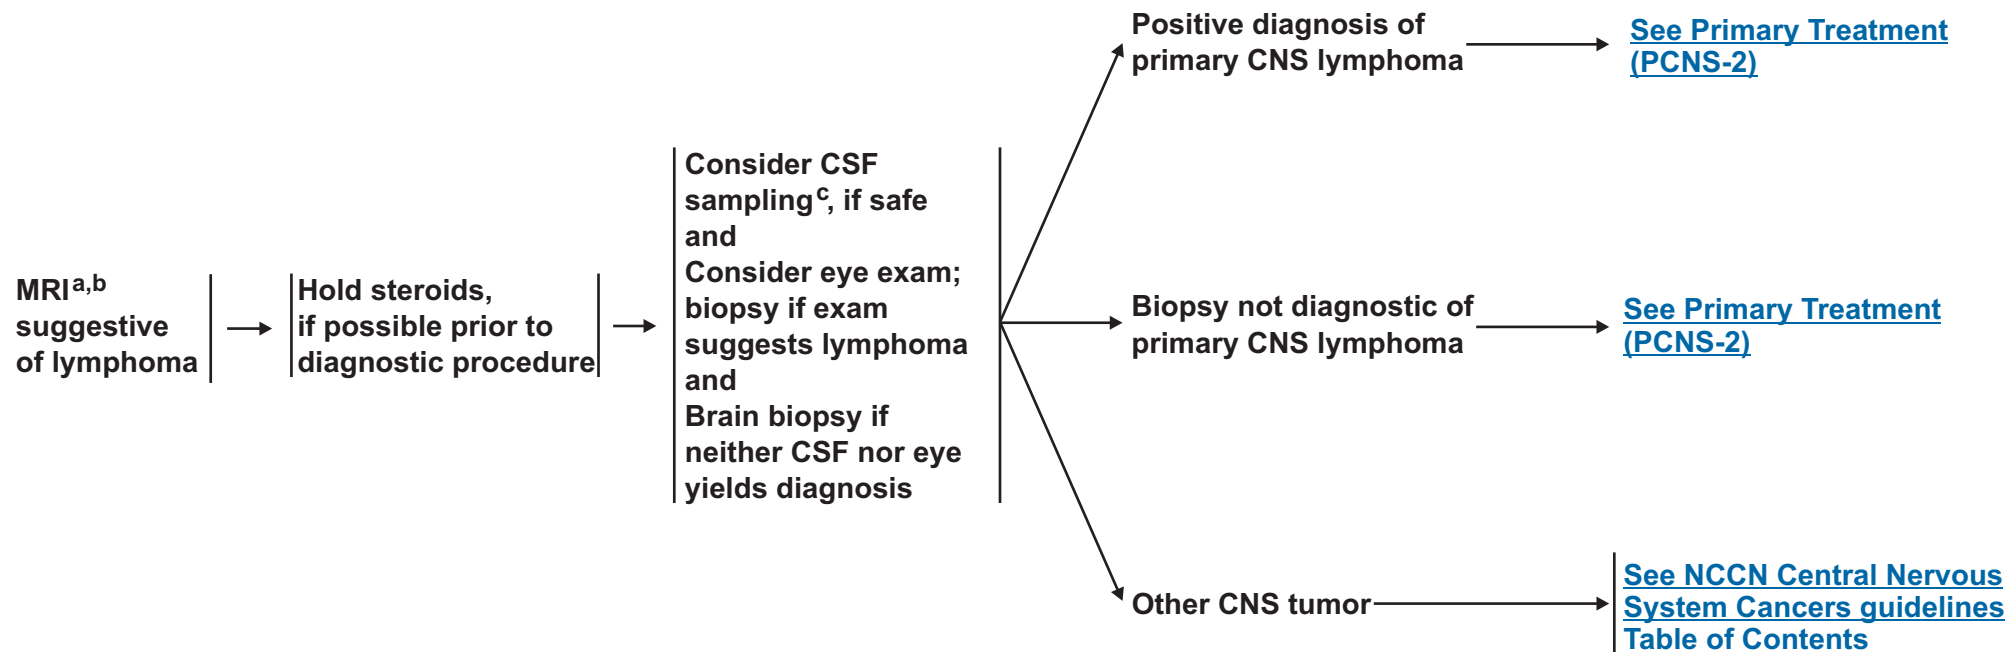 MRI a,b
suggestive
of lymphoma
Hold steroids,
if possible prior to
diagnostic procedure
Consider CSF
sampling c, if safe
and
Consider eye exam;
biopsy if exam
suggests lymphoma
and
Brain biopsy if
neither CSF nor eye
yields diagnosis
Positive diagnosis of
primary CNS lymphoma
See Primary Treatment
(PCNS-2)
Biopsy not diagnostic of
primary CNS lymphoma
See Primary Treatment
(PCNS-2)
Other CNS tumor
See NCCN Central Nervous
System Cancers guidelines
Table of Contents